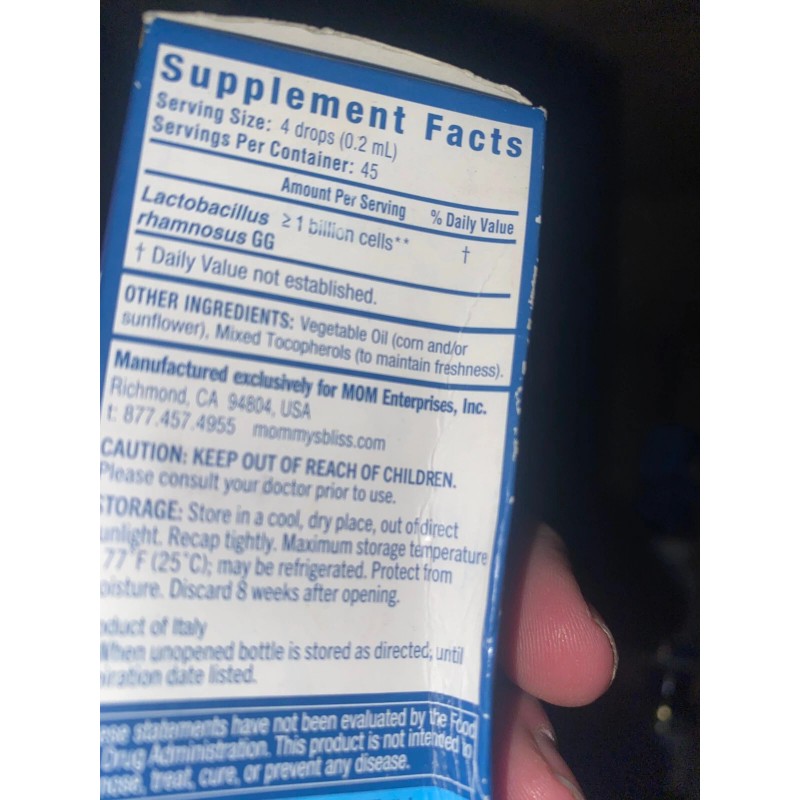 Supplement Facts
Serving Size: 4 drops (0.2 mL)
Servings Per Container: 45
Amount Per Serving % Daily Value
Lactobacillus ≥ 1 billion cells** †
rhamnosus GG
† Daily Value not established.
OTHER INGREDIENTS: Vegetable Oil (corn and/or
sunflower), Mixed Tocopherols (to maintain freshness).
Manufactured exclusively for MOM Enterprises, Inc.
Richmond, CA 94804, USA
t: 877.457.4955 mommysbliss.com
CAUTION: KEEP OUT OF REACH OF CHILDREN.
Please consult your doctor prior to use.
STORAGE: Store in a cool, dry place, out of direct
unlight. Recap tightly. Maximum storage temperature
77°F (25°C); may be refrigerated. Protect from
oisture. Discard 8 weeks after opening.
duct of Italy
When unopened bottle is stored as directed, until
iration date listed.
ese statements have not been evaluated by the Food
Drug Administration. This product is not intended to
nose, treat, cure, or prevent any disease.